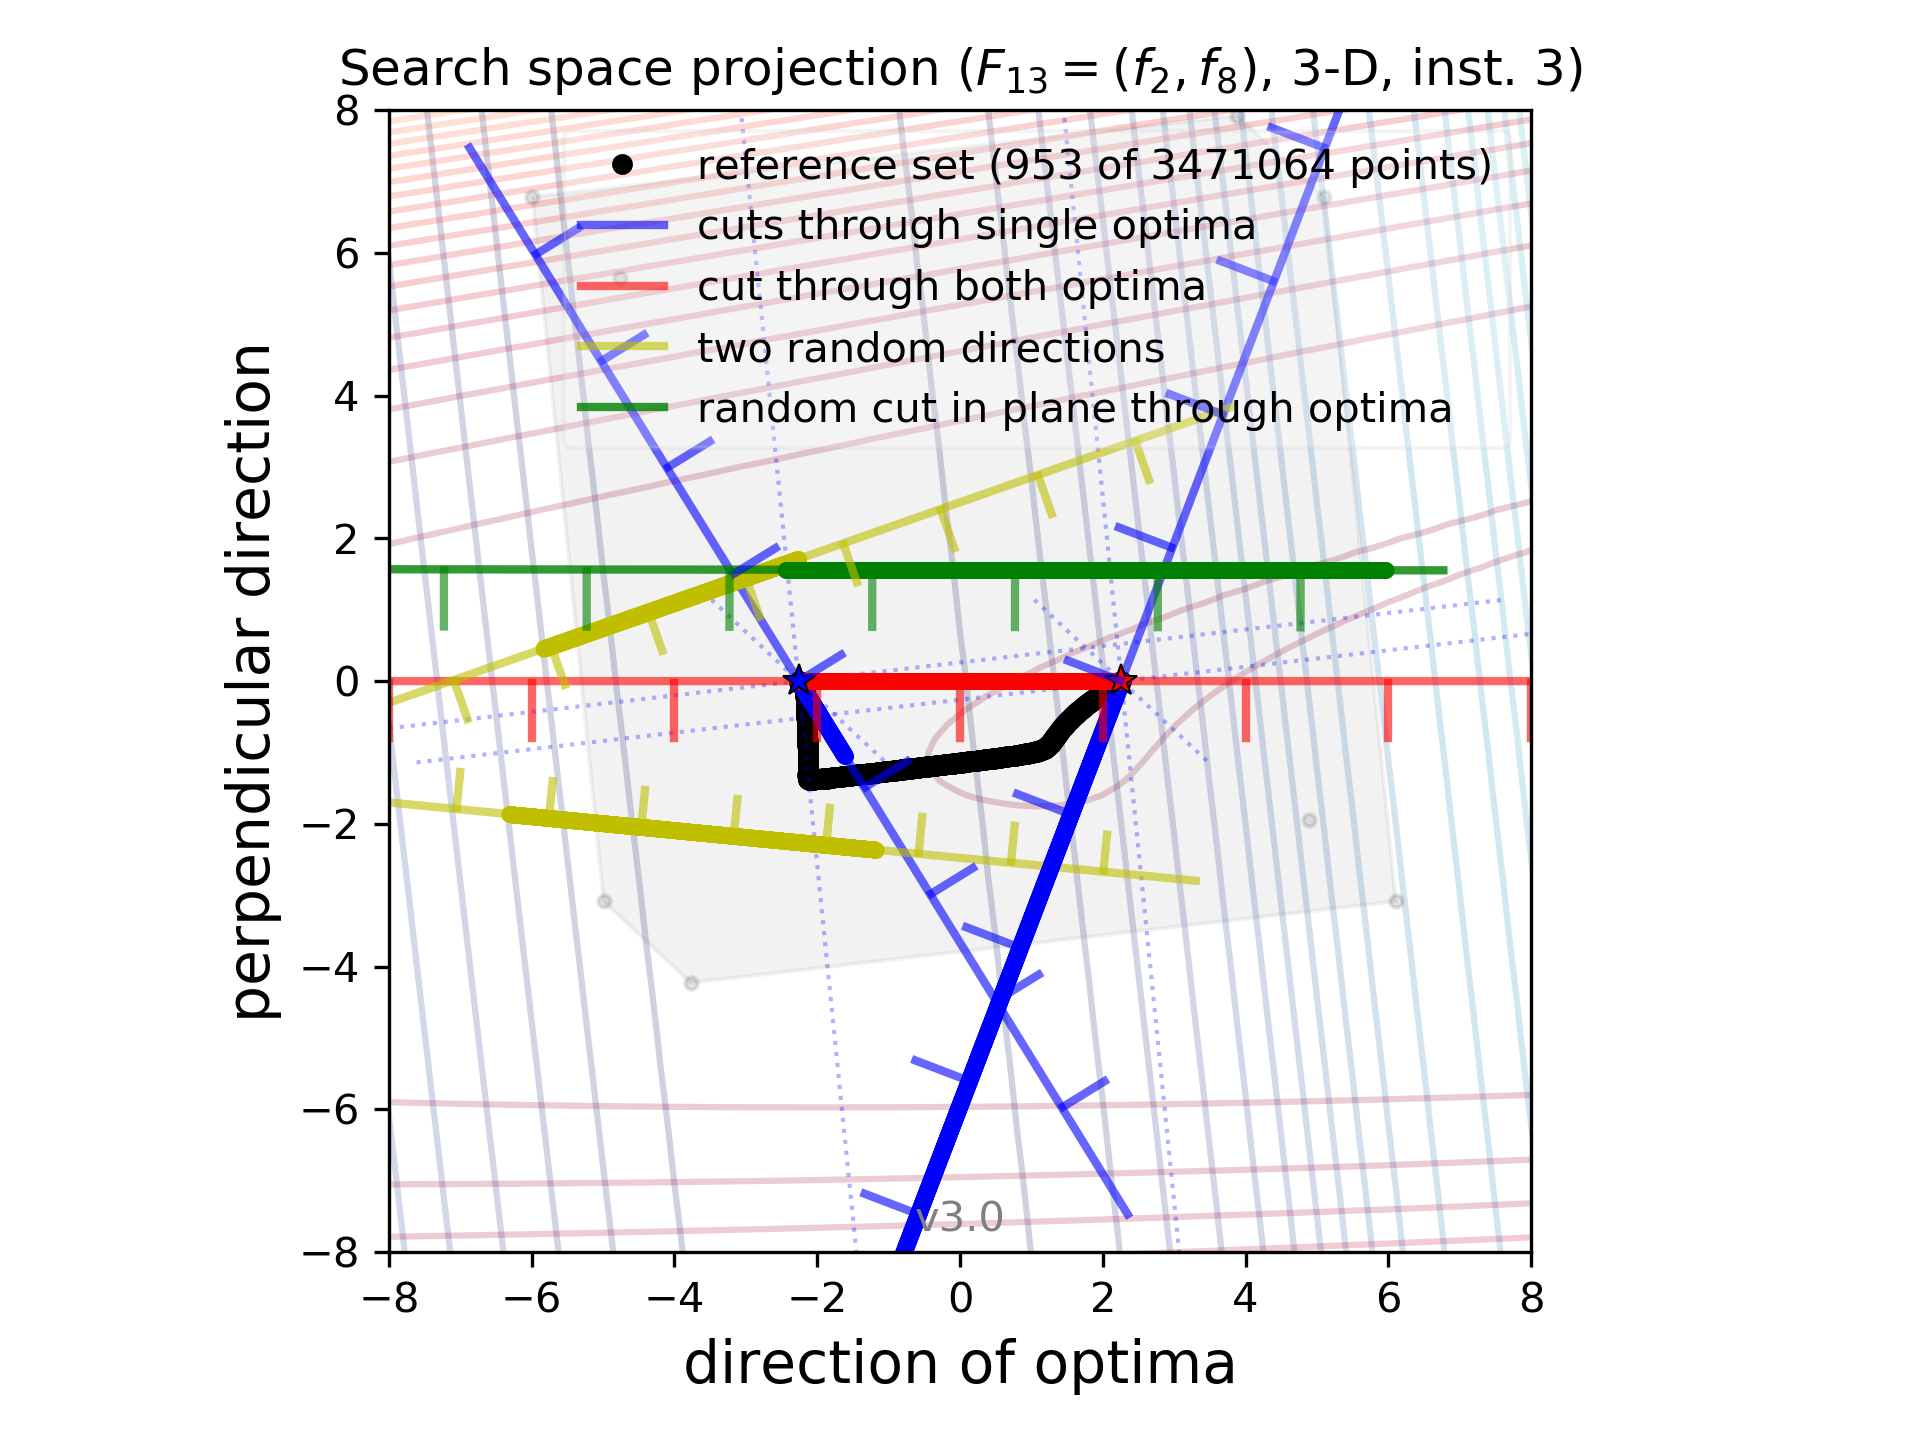 Search space projection (F13 = (f2, f8), 3-D, inst. 3)
reference set (953 of 3471064 points)
cuts through single optima
cut through both optima
two random directions
random cut in plane through optima
8
6
4
2
0
−2
−4
−6
−8
perpendicular direction
v3.0
−8 −6 −4 −2 0 2 4 6 8
direction of optima